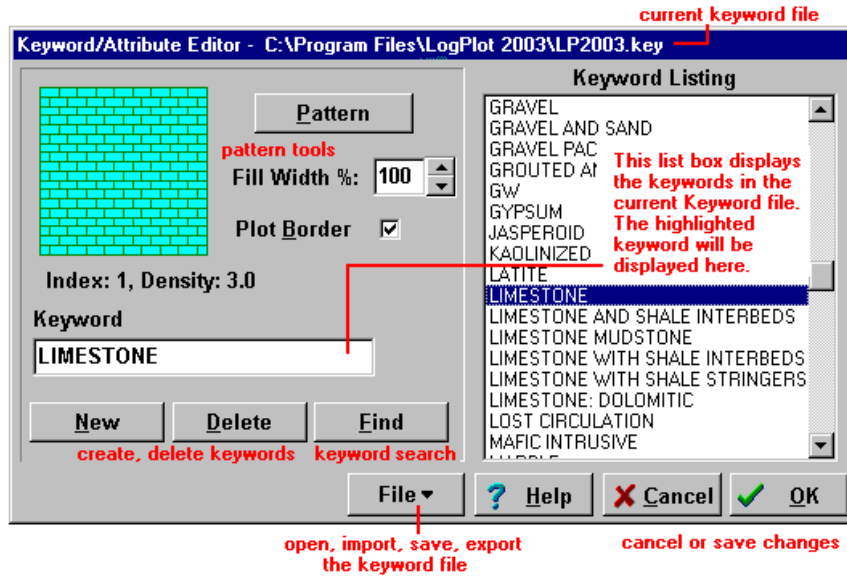 current keyword file
Keyword/Attribute Editor - C:\Program Files\LogPlot 2003\LP2003.key
Pattern
pattern tools
Fill Width %: 100
Plot Border
Index: 1, Density: 3.0
Keyword
LIMESTONE
New Delete Find
create, delete keywords keyword search
Keyword Listing
GRAVEL
GRAVEL AND SAND
GRAVEL PAC
GROUTED
GW
GYPSUM
JASPEROID
KAOLINIZED
LATITE
LIMESTONE
LIMESTONE AND SHALE INTERBEDS
LIMESTONE MUDSTONE
LIMESTONE WITH SHALE INTERBEDS
LIMESTONE WITH SHALE STRINGERS
LIMESTONE: DOLOMITIC
LOST CIRCULATION
MAFIC INTRUSIVE
This list box displays
the keywords in the
current Keyword file.
The highlighted
keyword will be
displayed here.
File ? Help Cancel OK
open, import, save, export
the keyword file
cancel or save changes